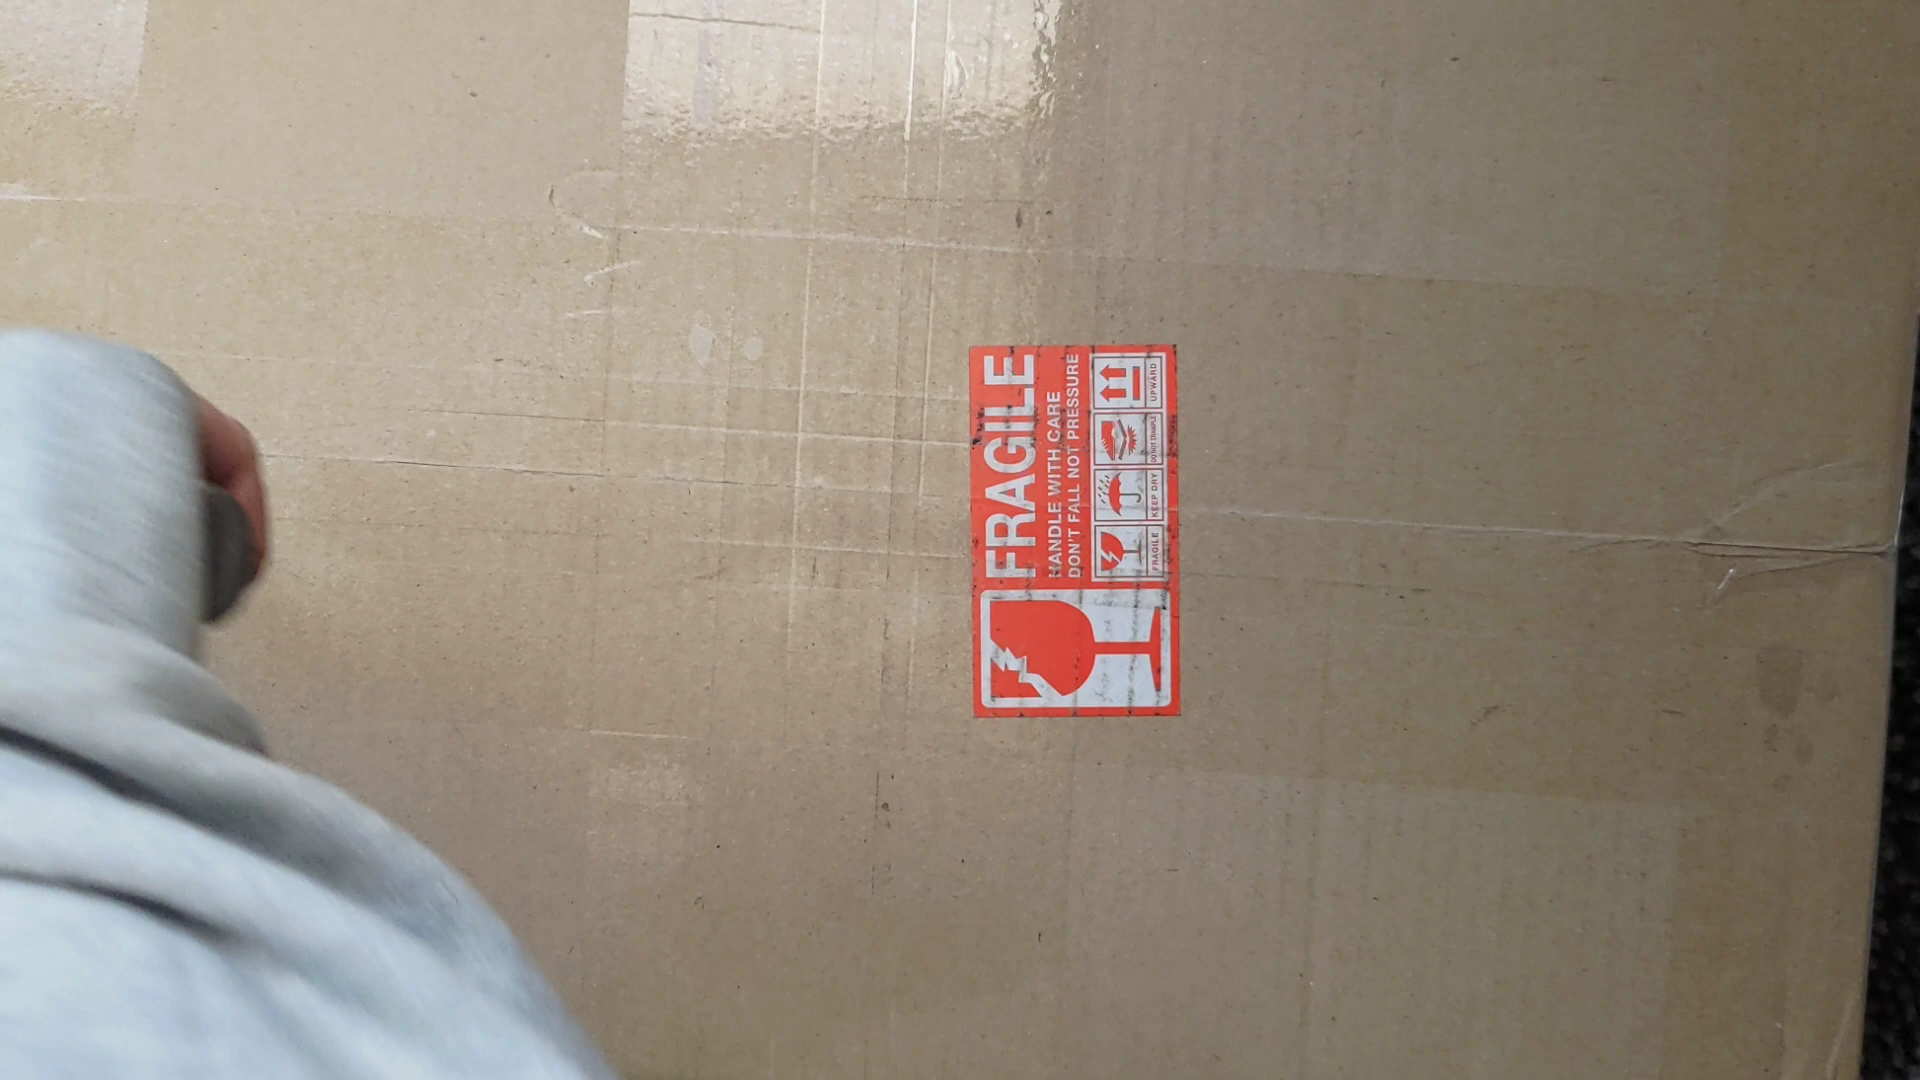 FRAGILE
HANDLE WITH CARE
DON'T FALL NOT PRESSURE
FRAGILE
KEEP DRY
DO NOT TRAMPLE
UPWARD